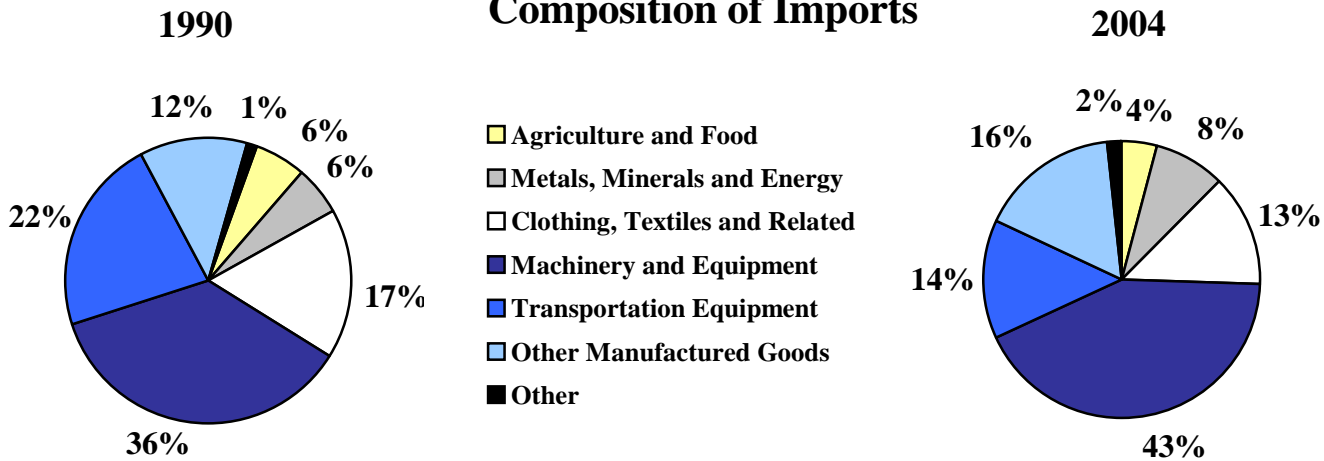 Composition of Imports
1990
2004
12%
1%
6%
6%
22%
17%
36%
Agriculture and Food
Metals, Minerals and Energy
Clothing, Textiles and Related
Machinery and Equipment
Transportation Equipment
Other Manufactured Goods
Other
2%
4%
8%
16%
13%
14%
43%